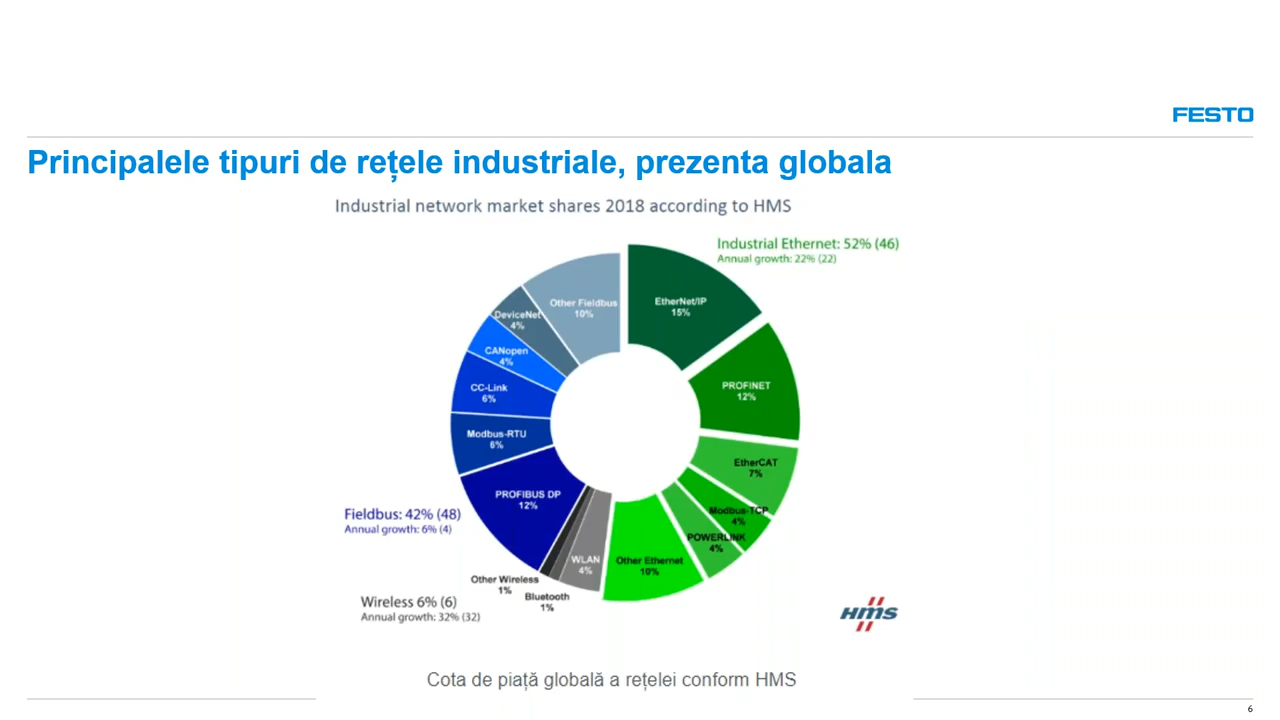 FESTO
Principalele tipuri de rețele industriale, prezenta globala
Industrial network market shares 2018 according to HMS
Industrial Ethernet: 52% (46)
Annual growth: 22% (22)
Other Fieldbus
10%
EtherNet/IP
15%
DeviceNet
4%
CANopen
4%
PROFINET
12%
CC-Link
6%
Modbus-RTU
6%
EtherCAT
7%
PROFIBUS DP
12%
Modbus-TCP
4%
Fieldbus: 42% (48)
Annual growth: 6% (4)
POWERLINK
4%
WLAN
4%
Other Ethernet
10%
Other Wireless
1%
Bluetooth
1%
Wireless 6% (6)
Annual growth: 32% (32)
HMS
Cota de piață globală a rețelei conform HMS
6